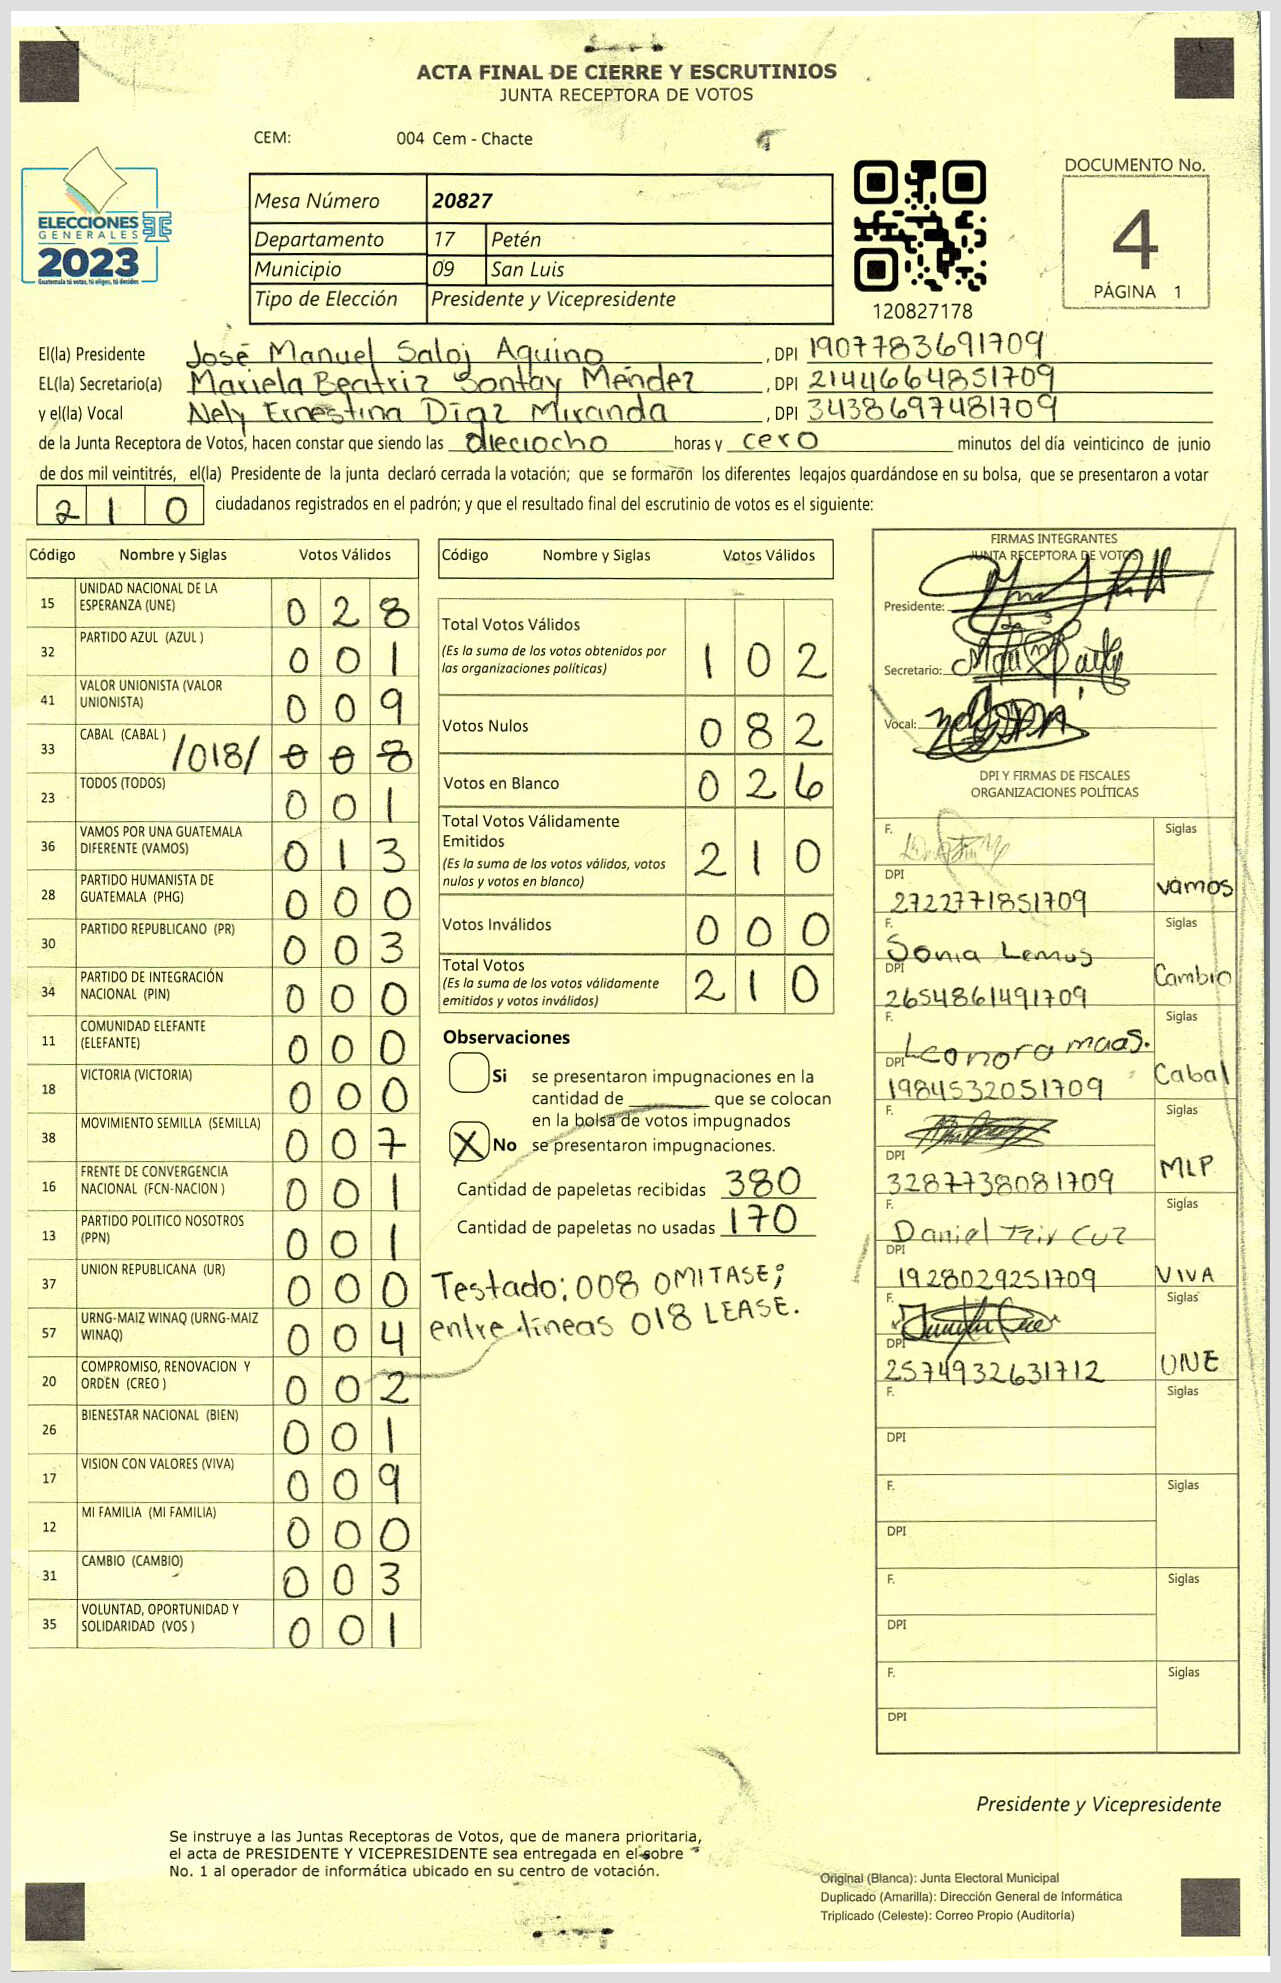 ACTA FINAL DE CIERRE Y ESCRUTINIOS
JUNTA RECEPTORA DE VOTOS
CEM: 004 Cem - Chacte
ELECCIONES
GENERALES
2023
Guatemala tú votas, tú eliges, tú decides
Mesa Número 20827
Departamento 17 Petén
Municipio 09 San Luis
Tipo de Elección Presidente y Vicepresidente
120827178
DOCUMENTO No.
4
PÁGINA 1
El(la) Presidente José Manuel Saloj Aquino , DPI 1907783691709
EL(la) Secretario(a) Mariela Beatriz Sontay Méndez , DPI 2144664851709
y el(la) Vocal Nely Ernestina Díaz Miranda , DPI 3438697481709
de la Junta Receptora de Votos, hacen constar que siendo las dieciocho horas y cero minutos del día veinticinco de junio
de dos mil veintitrés, el(la) Presidente de la junta declaró cerrada la votación; que se formarón los diferentes legajos quardándose en su bolsa, que se presentaron a votar
210 ciudadanos registrados en el padrón; y que el resultado final del escrutinio de votos es el siguiente:
Código Nombre y Siglas Votos Válidos
15 UNIDAD NACIONAL DE LA
ESPERANZA (UNE) 0 2 8
32 PARTIDO AZUL (AZUL ) 0 0 1
41 VALOR UNIONISTA (VALOR
UNIONISTA) 0 0 9
33 CABAL (CABAL ) /018/ 0 0 8
23 TODOS (TODOS) 0 0 1
36 VAMOS POR UNA GUATEMALA
DIFERENTE (VAMOS) 0 1 3
28 PARTIDO HUMANISTA DE
GUATEMALA (PHG) 0 0 0
30 PARTIDO REPUBLICANO (PR) 0 0 3
34 PARTIDO DE INTEGRACIÓN
NACIONAL (PIN) 0 0 0
11 COMUNIDAD ELEFANTE
(ELEFANTE) 0 0 0
18 VICTORIA (VICTORIA) 0 0 0
38 MOVIMIENTO SEMILLA (SEMILLA) 0 0 7
16 FRENTE DE CONVERGENCIA
NACIONAL (FCN-NACION ) 0 0 1
13 PARTIDO POLITICO NOSOTROS
(PPN) 0 0 1
37 UNION REPUBLICANA (UR) 0 0 0
57 URNG-MAIZ WINAQ (URNG-MAIZ
WINAQ) 0 0 4
20 COMPROMISO, RENOVACION Y
ORDEN (CREO ) 0 0 2
26 BIENESTAR NACIONAL (BIEN) 0 0 1
17 VISION CON VALORES (VIVA) 0 0 9
12 MI FAMILIA (MI FAMILIA) 0 0 0
31 CAMBIO (CAMBIO) 0 0 3
35 VOLUNTAD, OPORTUNIDAD Y
SOLIDARIDAD (VOS ) 0 0 1
Código Nombre y Siglas Votos Válidos
Total Votos Válidos
(Es la suma de los votos obtenidos por
las organizaciones políticas) 1 0 2
Votos Nulos 0 8 2
Votos en Blanco 0 2 6
Total Votos Válidamente
Emitidos
(Es la suma de los votos válidos, votos
nulos y votos en blanco) 2 1 0
Votos Inválidos 0 0 0
Total Votos
(Es la suma de los votos válidamente
emitidos y votos inválidos) 2 1 0
Observaciones
Si se presentaron impugnaciones en la
cantidad de ________ que se colocan
en la bolsa de votos impugnados
X No se presentaron impugnaciones.
Cantidad de papeletas recibidas 380
Cantidad de papeletas no usadas 170
Testado: 008 OMITASE;
entre líneas 018 LEASE.
FIRMAS INTEGRANTES
JUNTA RECEPTORA DE VOTOS
Presidente:
Secretario:
Vocal:
DPI Y FIRMAS DE FISCALES
ORGANIZACIONES POLÍTICAS
F. Siglas
DPI 2722771851709 vamos
F. Sonia Lemus Siglas
DPI 2654861491709 Cambio
F. Leonora maas. Siglas
DPI 1984532051709 Cabal
F. Siglas
DPI 3287738081709 MLP
F. Daniel Siglas
DPI 1928029251709 VIVA
F. Siglas
DPI 2574932631712 UNE
F. Siglas
DPI
F. Siglas
DPI
F. Siglas
DPI
F. Siglas
DPI
Presidente y Vicepresidente
Se instruye a las Juntas Receptoras de Votos, que de manera prioritaria,
el acta de PRESIDENTE Y VICEPRESIDENTE sea entregada en el sobre
No. 1 al operador de informática ubicado en su centro de votación.
Original (Blanca): Junta Electoral Municipal
Duplicado (Amarilla): Dirección General de Informática
Triplicado (Celeste): Correo Propio (Auditoría)